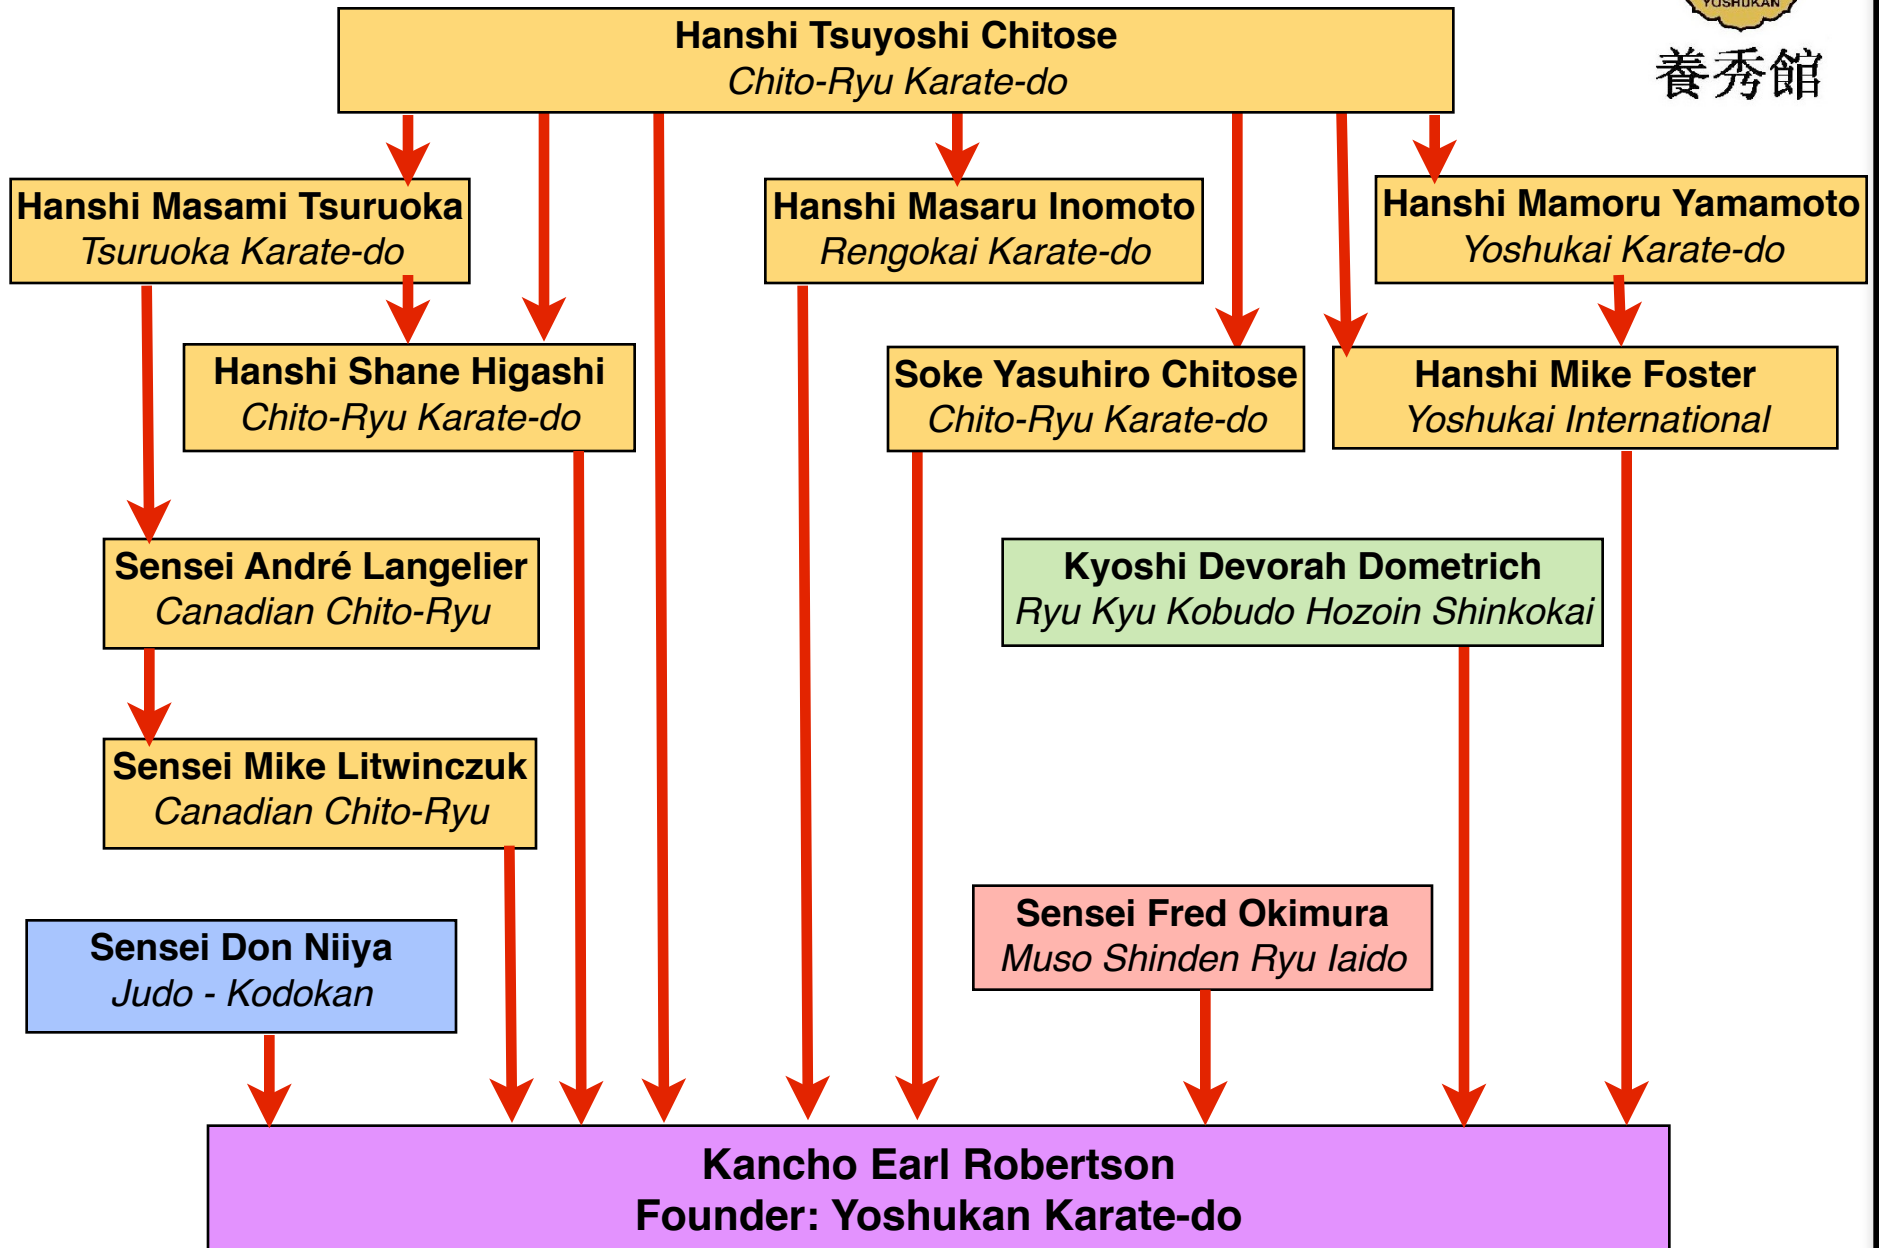 YOSHUKAN
養秀館
Hanshi Tsuyoshi Chitose
Chito-Ryu Karate-do
Hanshi Masami Tsuruoka
Tsuruoka Karate-do
Hanshi Masaru Inomoto
Rengokai Karate-do
Hanshi Mamoru Yamamoto
Yoshukai Karate-do
Hanshi Shane Higashi
Chito-Ryu Karate-do
Soke Yasuhiro Chitose
Chito-Ryu Karate-do
Hanshi Mike Foster
Yoshukai International
Sensei André Langelier
Canadian Chito-Ryu
Kyoshi Devorah Dometrich
Ryu Kyu Kobudo Hozoin Shinkokai
Sensei Mike Litwinczuk
Canadian Chito-Ryu
Sensei Don Niiya
Judo - Kodokan
Sensei Fred Okimura
Muso Shinden Ryu Iaido
Kancho Earl Robertson
Founder: Yoshukan Karate-do